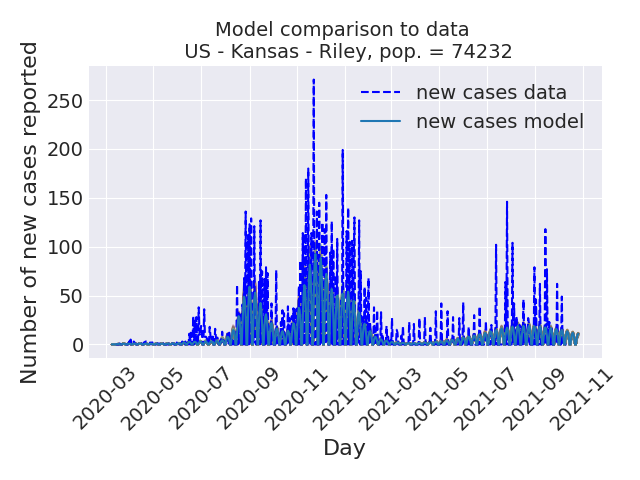 Model comparison to data
US - Kansas - Riley, pop. = 74232
Number of new cases reported
250
200
150
100
50
0
new cases data
new cases model
2020-03
2020-05
2020-07
2020-09
2020-11
2021-01
2021-03
2021-05
2021-07
2021-09
2021-11
Day